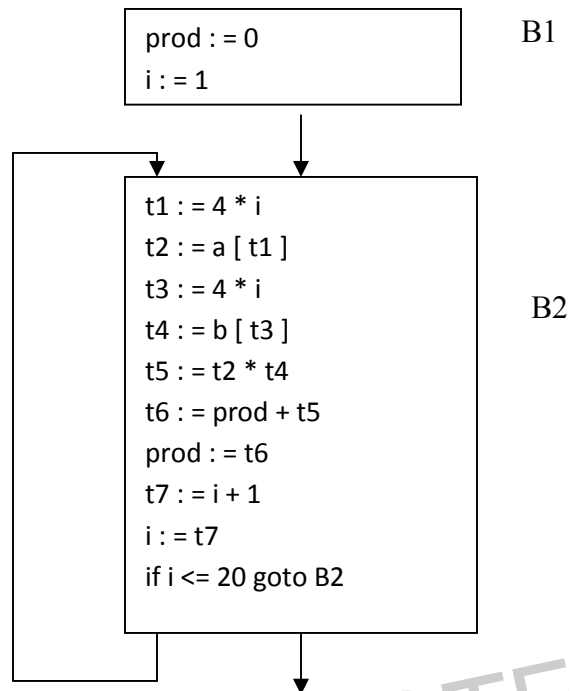 prod : = 0
i : = 1
B1
t1 : = 4 * i
t2 : = a [ t1 ]
t3 : = 4 * i
t4 : = b [ t3 ]
t5 : = t2 * t4
t6 : = prod + t5
prod : = t6
t7 : = i + 1
i : = t7
if i <= 20 goto B2
B2